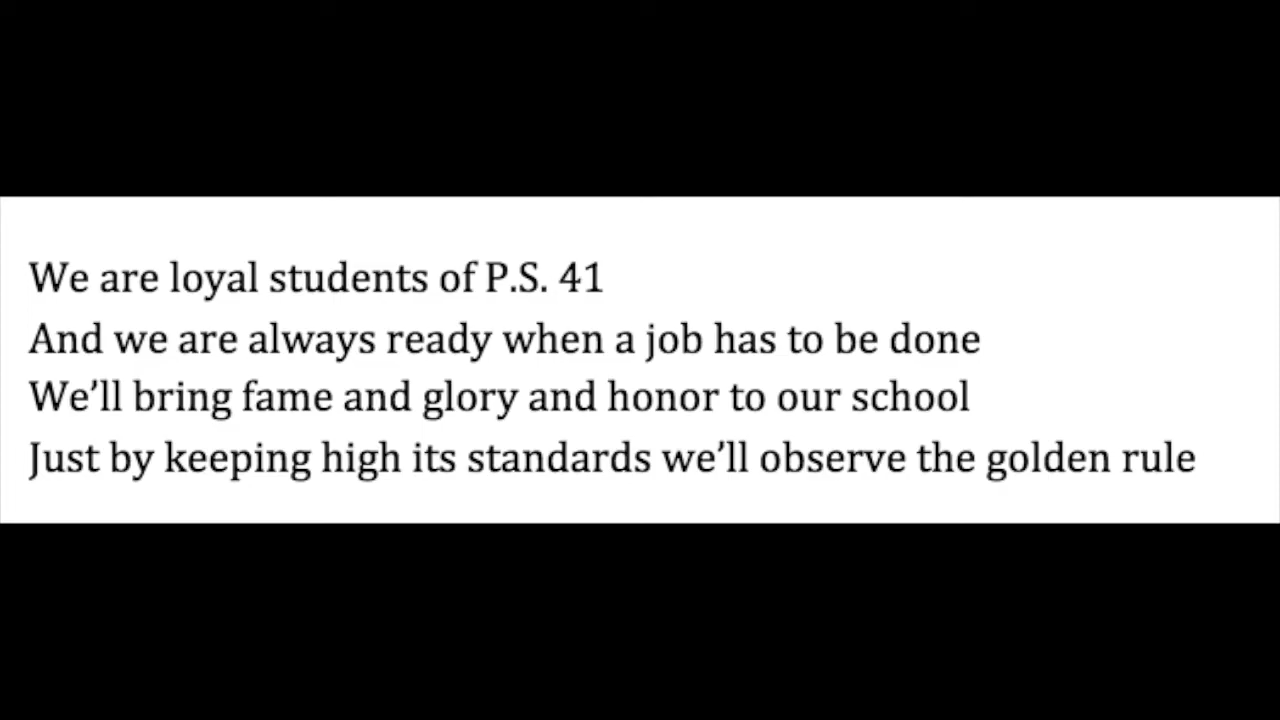 We are loyal students of P.S. 41
And we are always ready when a job has to be done
We’ll bring fame and glory and honor to our school
Just by keeping high its standards we’ll observe the golden rule